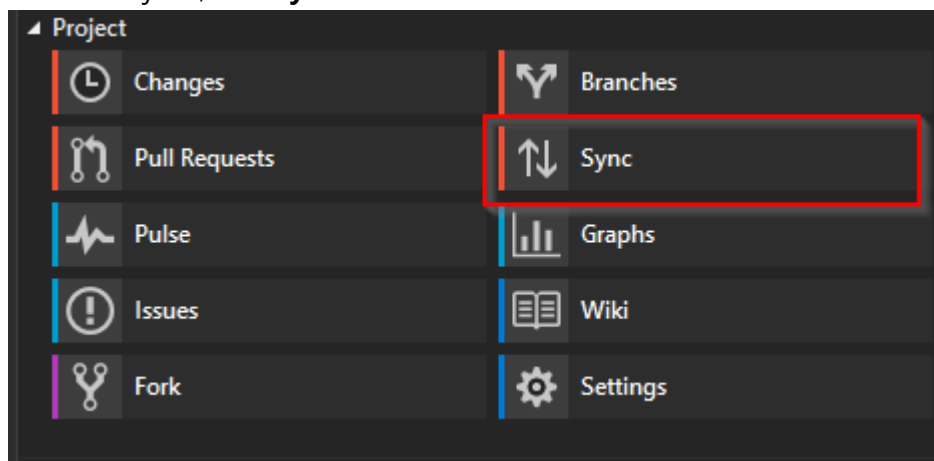 Project
Changes
Branches
Pull Requests
Sync
Pulse
Graphs
Issues
Wiki
Fork
Settings